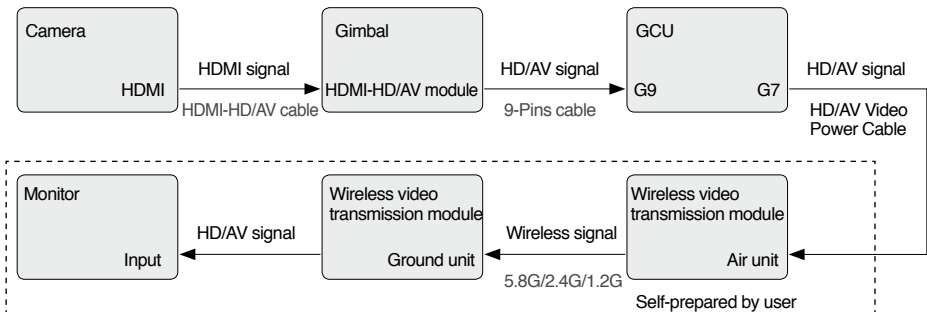 Camera
HDMI
HDMI signal
HDMI-HD/AV cable
Gimbal
HDMI-HD/AV module
HD/AV signal
9-Pins cable
GCU
G9
G7
HD/AV signal
HD/AV Video
Power Cable
Monitor
Input
HD/AV signal
Wireless video
transmission module
Ground unit
Wireless signal
5.8G/2.4G/1.2G
Wireless video
transmission module
Air unit
Self-prepared by user